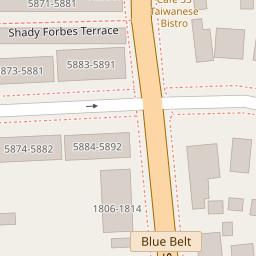 5871-5881
Cafe 33
Taiwanese
Bistro
Shady Forbes Terrace
5873-5881
5883-5891
5874-5882
5884-5892
1806-1814
Blue Belt